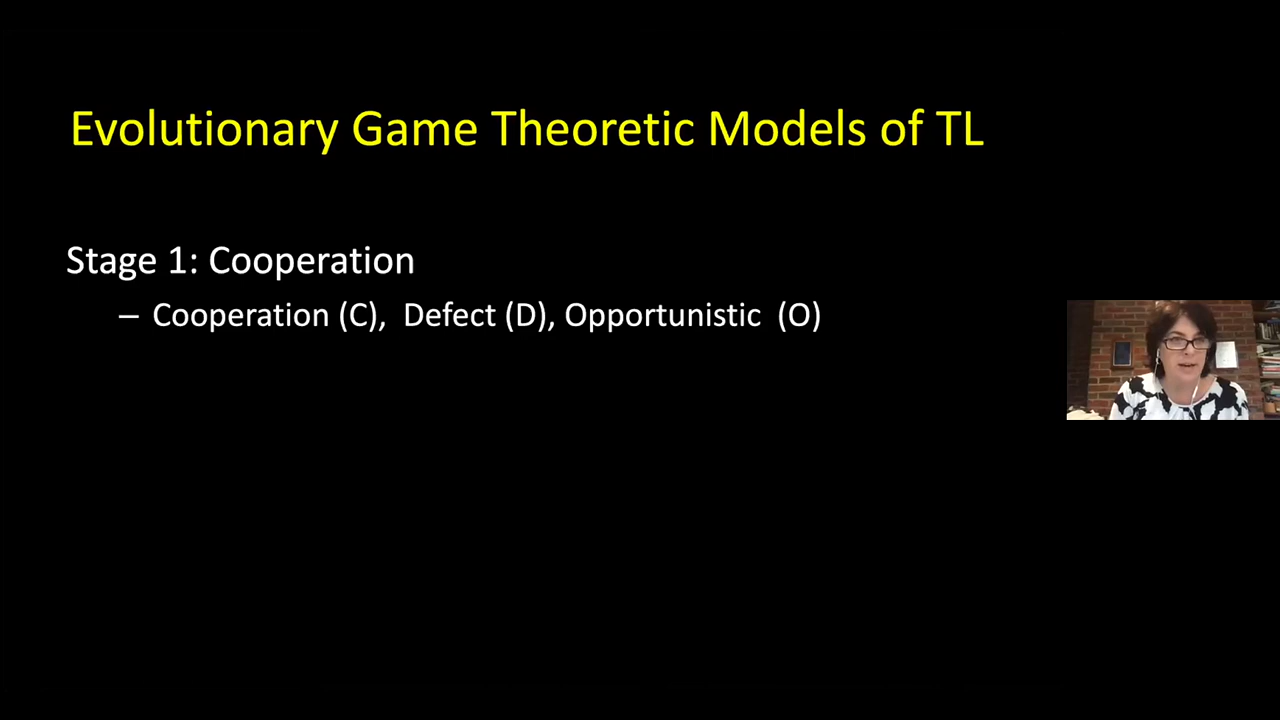 Evolutionary Game Theoretic Models of TL
Stage 1: Cooperation
– Cooperation (C), Defect (D), Opportunistic (O)